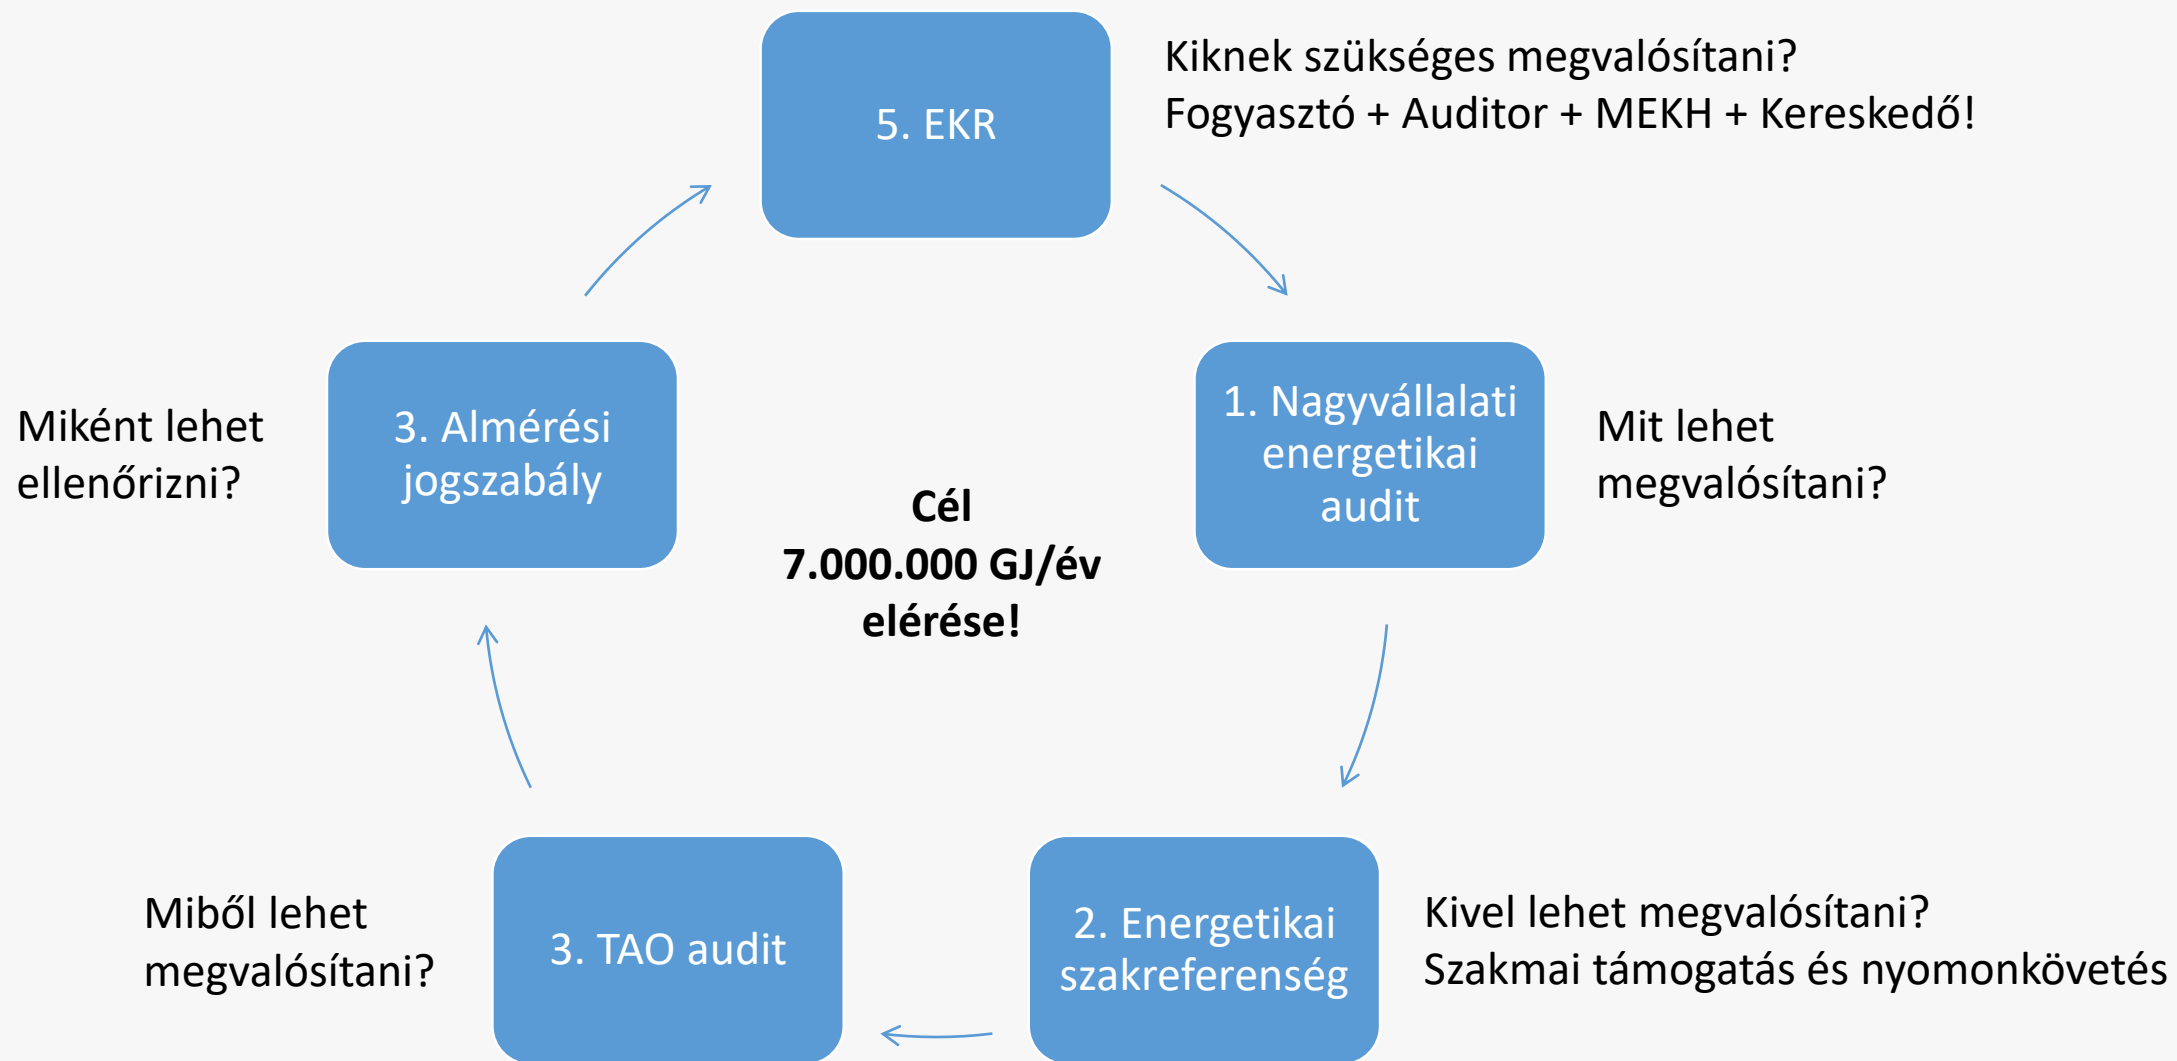 5. EKR
Kiknek szükséges megvalósítani?
Fogyasztó + Auditor + MEKH + Kereskedő!
1. Nagyvállalati
energetikai
audit
Mit lehet
megvalósítani?
2. Energetikai
szakreferenség
Kivel lehet megvalósítani?
Szakmai támogatás és nyomonkövetés
3. TAO audit
Miből lehet
megvalósítani?
3. Almérési
jogszabály
Miként lehet
ellenőrizni?
Cél
7.000.000 GJ/év
elérése!